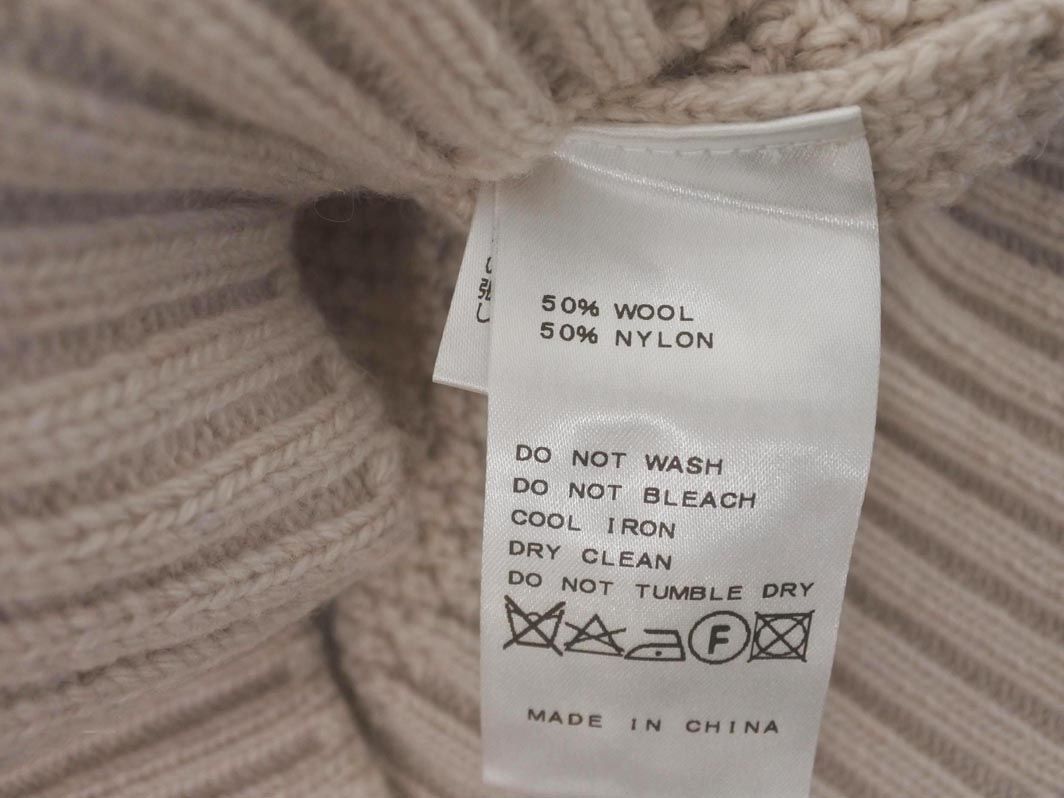 50% WOOL
50% NYLON
DO NOT WASH
DO NOT BLEACH
COOL IRON
DRY CLEAN
DO NOT TUMBLE DRY
F
MADE IN CHINA